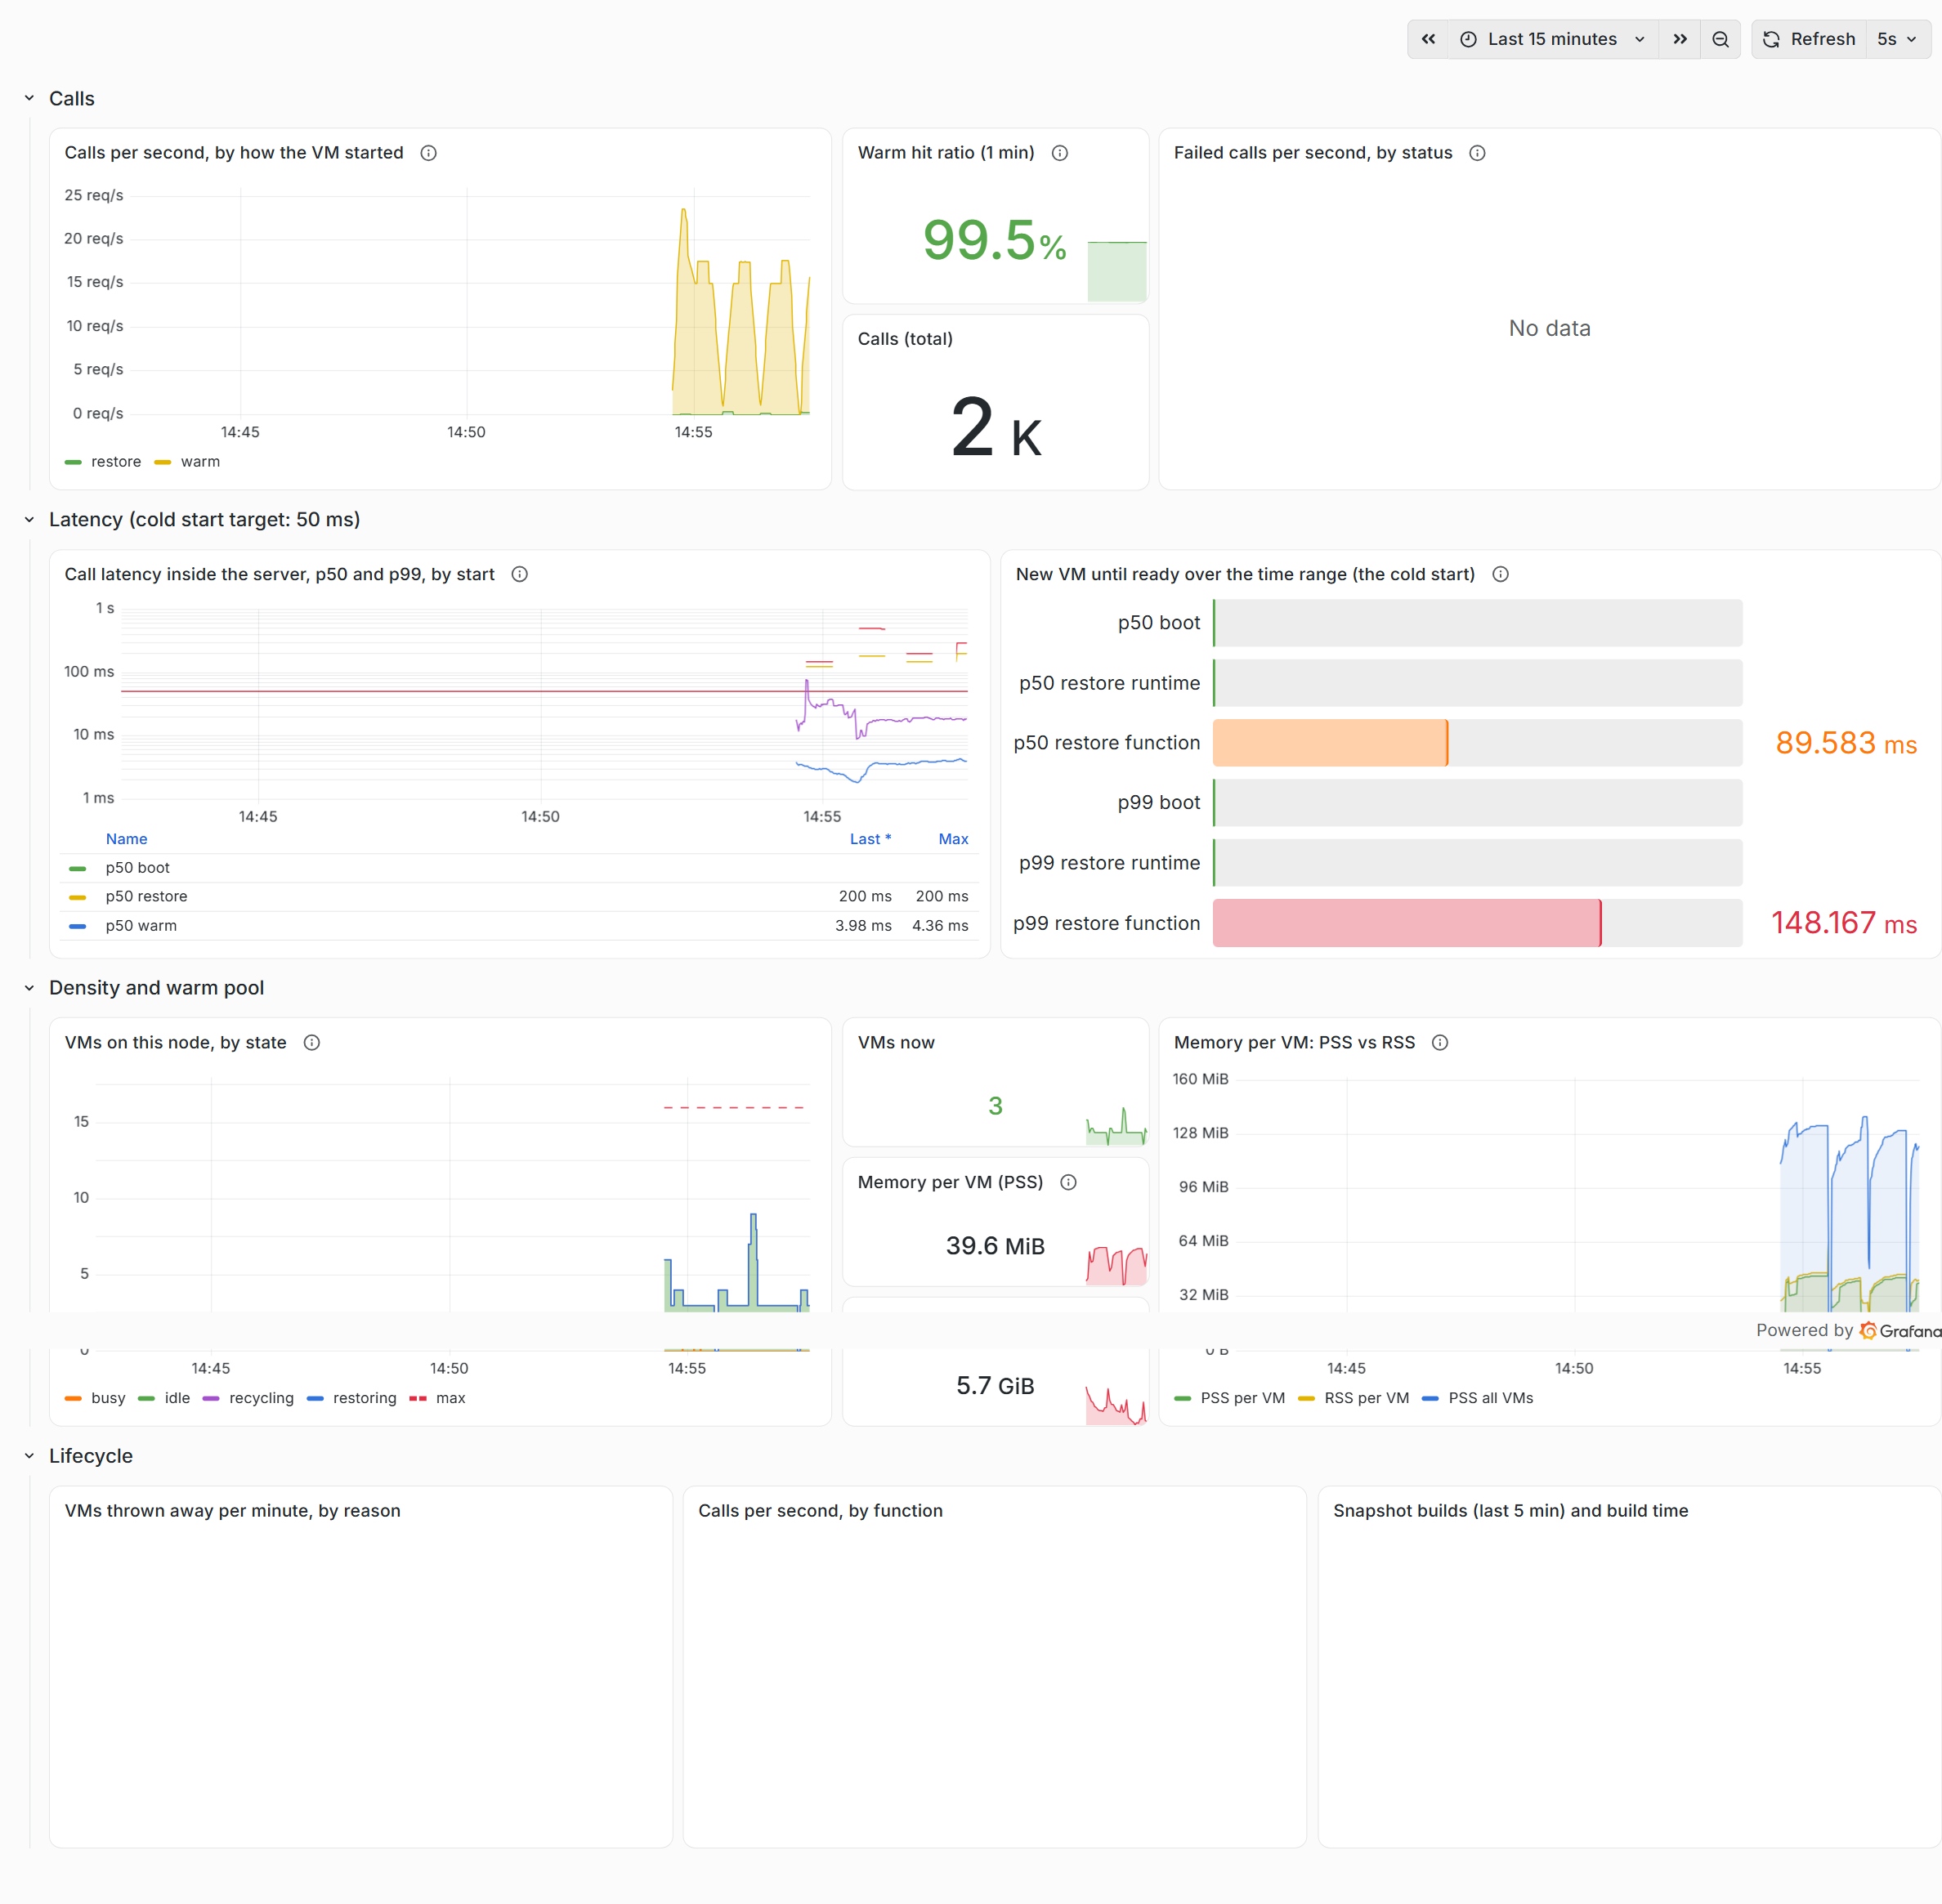 Last 15 minutes
Refresh 5s
Calls
Calls per second, by how the VM started
25 req/s
20 req/s
15 req/s
10 req/s
5 req/s
0 req/s
14:45 14:50 14:55
restore warm
Warm hit ratio (1 min)
99.5%
Calls (total)
2 K
Failed calls per second, by status
No data
Latency (cold start target: 50 ms)
Call latency inside the server, p50 and p99, by start
1 s
100 ms
10 ms
1 ms
14:45 14:50 14:55
Name Last * Max
p50 boot
p50 restore 200 ms 200 ms
p50 warm 3.98 ms 4.36 ms
New VM until ready over the time range (the cold start)
p50 boot
p50 restore runtime
p50 restore function 89.583 ms
p99 boot
p99 restore runtime
p99 restore function 148.167 ms
Density and warm pool
VMs on this node, by state
15
10
5
0
14:45 14:50 14:55
busy idle recycling restoring max
VMs now
3
Memory per VM (PSS)
39.6 MiB
5.7 GiB
Memory per VM: PSS vs RSS
160 MiB
128 MiB
96 MiB
64 MiB
32 MiB
Powered by Grafana
0 B
14:45 14:50 14:55
PSS per VM RSS per VM PSS all VMs
Lifecycle
VMs thrown away per minute, by reason
Calls per second, by function
Snapshot builds (last 5 min) and build time